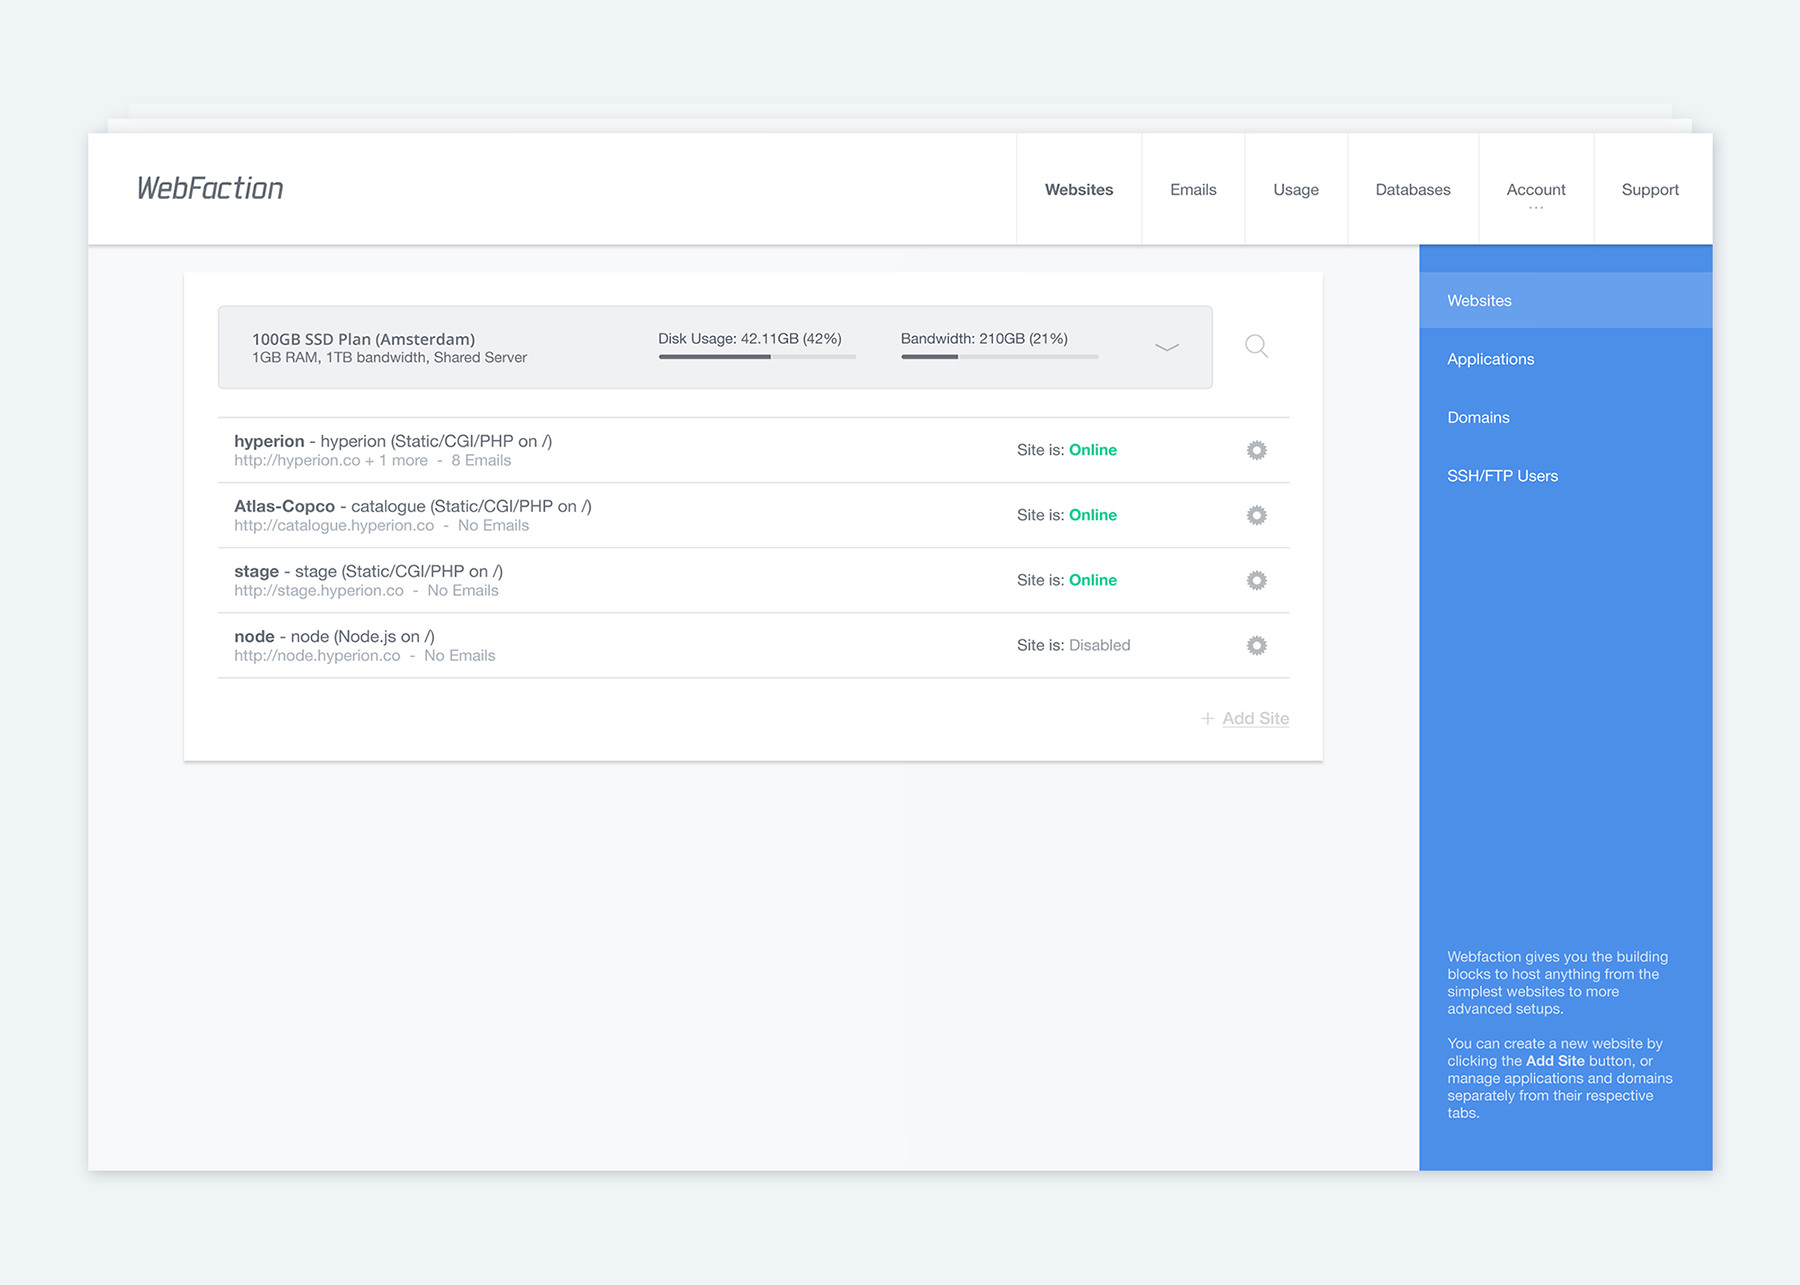 WebFaction
Websites
Emails
Usage
Databases
Account
...
Support
100GB SSD Plan (Amsterdam)
1GB RAM, 1TB bandwidth, Shared Server
Disk Usage: 42.11GB (42%)
Bandwidth: 210GB (21%)
hyperion - hyperion (Static/CGI/PHP on /)
http://hyperion.co + 1 more - 8 Emails
Site is: Online
Atlas-Copco - catalogue (Static/CGI/PHP on /)
http://catalogue.hyperion.co - No Emails
Site is: Online
stage - stage (Static/CGI/PHP on /)
http://stage.hyperion.co - No Emails
Site is: Online
node - node (Node.js on /)
http://node.hyperion.co - No Emails
Site is: Disabled
+ Add Site
Websites
Applications
Domains
SSH/FTP Users
Webfaction gives you the building
blocks to host anything from the
simplest websites to more
advanced setups.
You can create a new website by
clicking the Add Site button, or
manage applications and domains
separately from their respective
tabs.